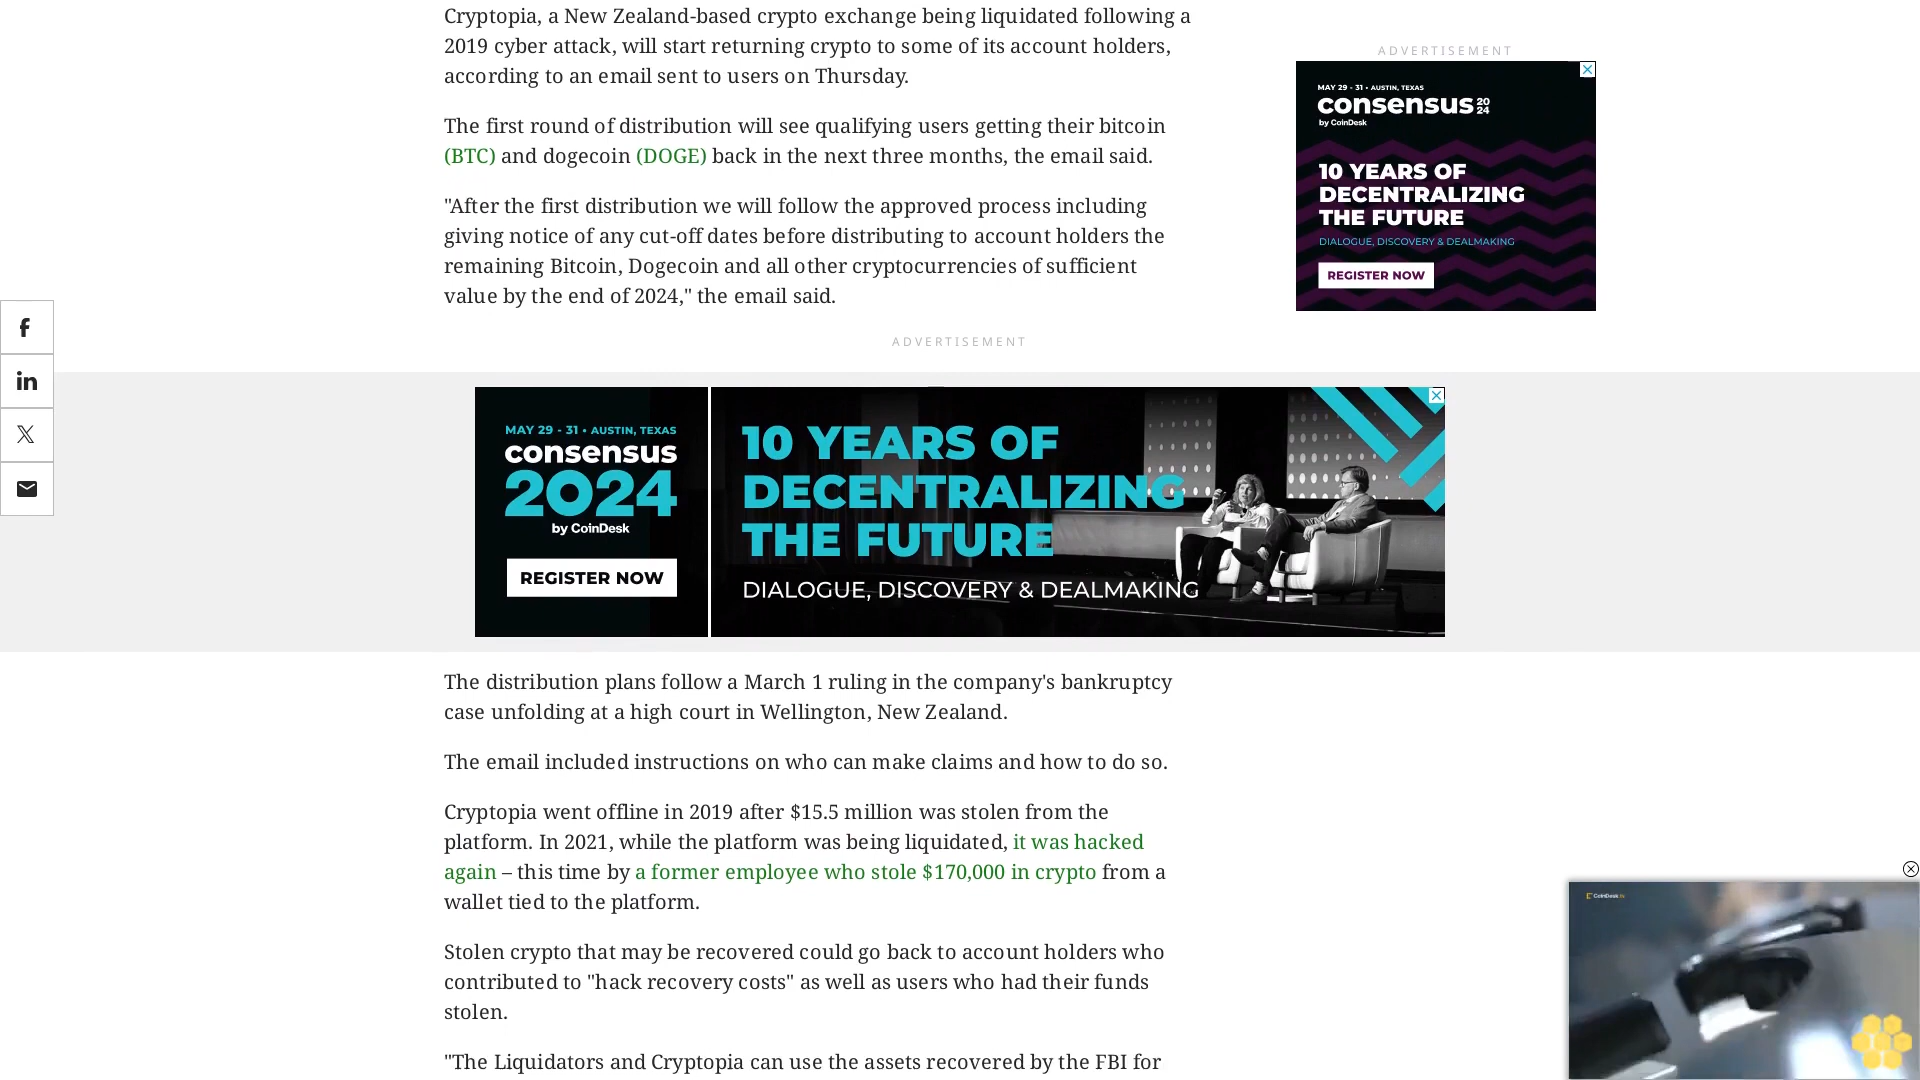 Cryptopia, a New Zealand-based crypto exchange being liquidated following a
2019 cyber attack, will start returning crypto to some of its account holders,
according to an email sent to users on Thursday.
The first round of distribution will see qualifying users getting their bitcoin
(BTC) and dogecoin (DOGE) back in the next three months, the email said.
"After the first distribution we will follow the approved process including
giving notice of any cut-off dates before distributing to account holders the
remaining Bitcoin, Dogecoin and all other cryptocurrencies of sufficient
value by the end of 2024," the email said.
ADVERTISEMENT
MAY 29 - 31 • AUSTIN, TEXAS
consensus 20
24
by CoinDesk
10 YEARS OF
DECENTRALIZING
THE FUTURE
DIALOGUE, DISCOVERY & DEALMAKING
REGISTER NOW
ADVERTISEMENT
MAY 29 - 31 • AUSTIN, TEXAS
consensus
2024
by CoinDesk
REGISTER NOW
10 YEARS OF
DECENTRALIZING
THE FUTURE
DIALOGUE, DISCOVERY & DEALMAKING
The distribution plans follow a March 1 ruling in the company's bankruptcy
case unfolding at a high court in Wellington, New Zealand.
The email included instructions on who can make claims and how to do so.
Cryptopia went offline in 2019 after $15.5 million was stolen from the
platform. In 2021, while the platform was being liquidated, it was hacked
again – this time by a former employee who stole $170,000 in crypto from a
wallet tied to the platform.
Stolen crypto that may be recovered could go back to account holders who
contributed to "hack recovery costs" as well as users who had their funds
stolen.
"The Liquidators and Cryptopia can use the assets recovered by the FBI for
CoinDesk